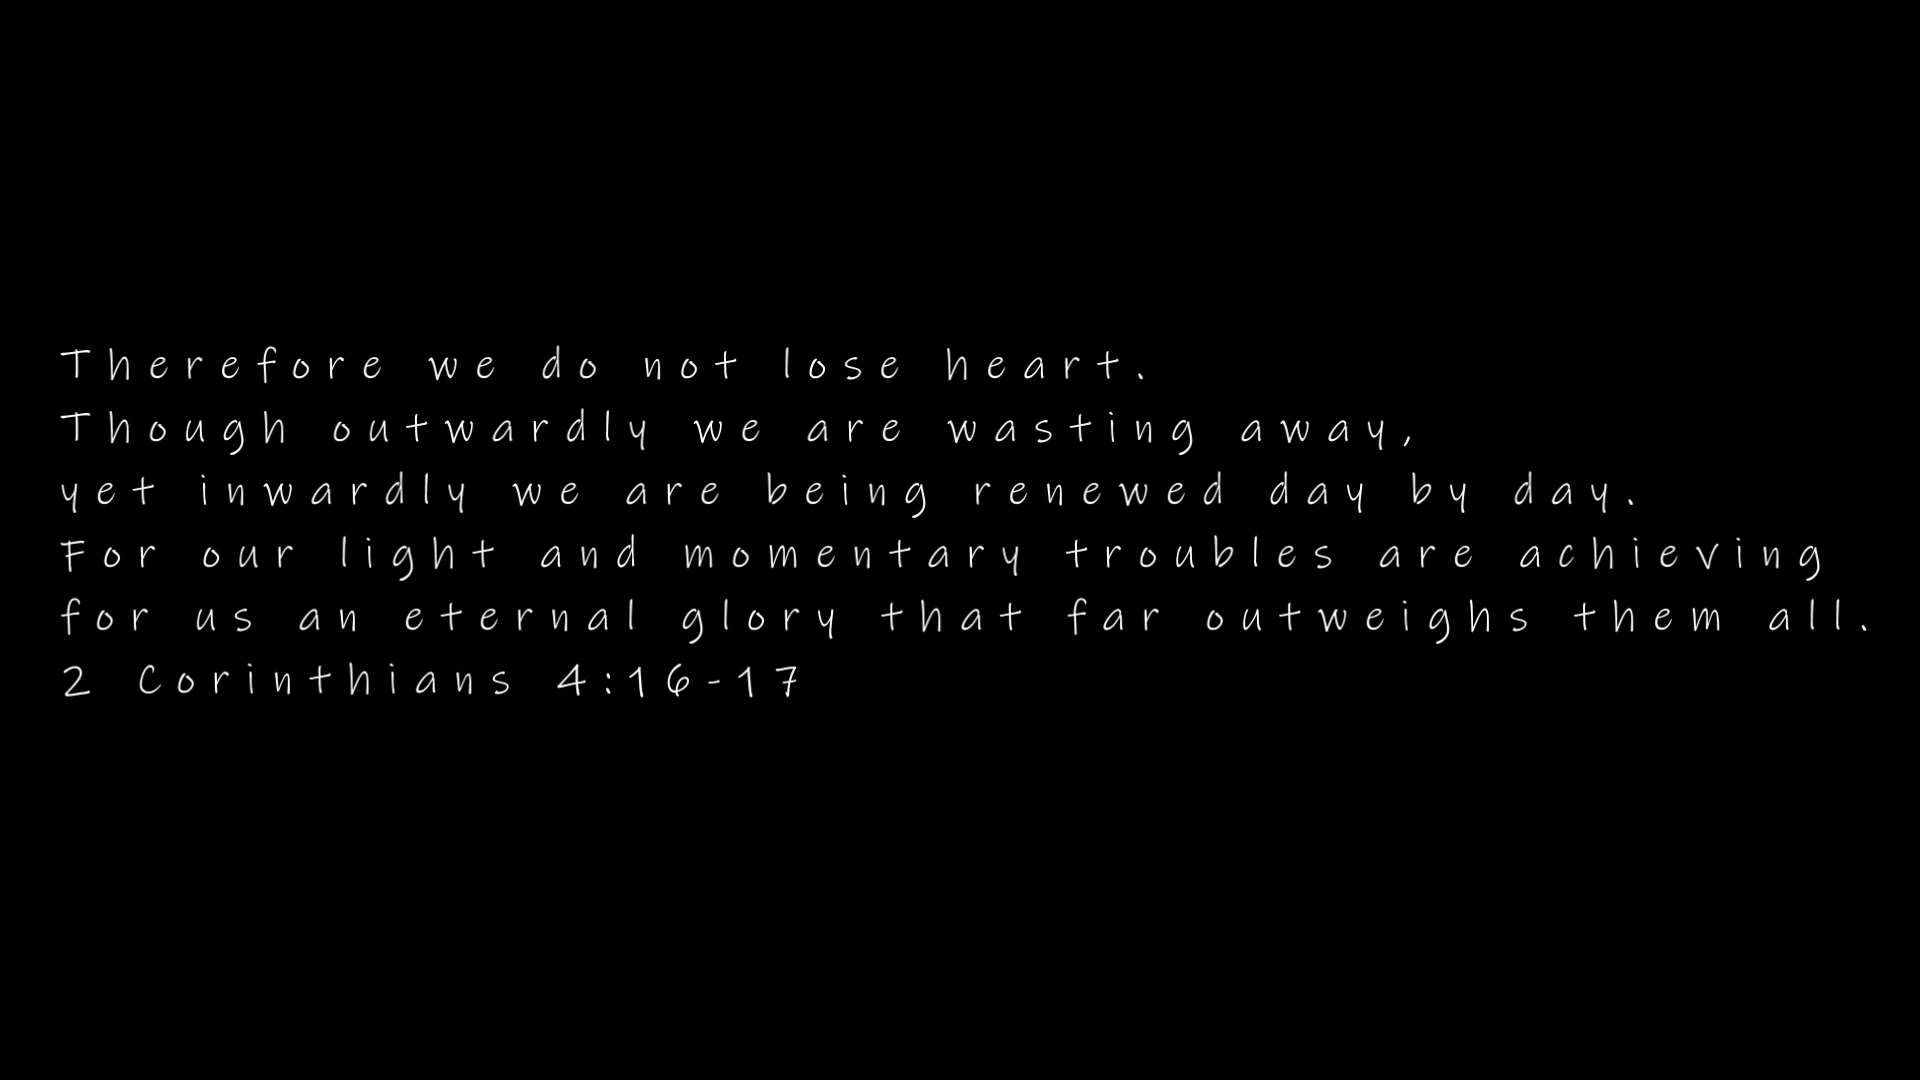 Therefore we do not lose heart.
Though outwardly we are wasting away,
yet inwardly we are being renewed day by day.
For our light and momentary troubles are achieving
for us an eternal glory that far outweighs them all.
2 Corinthians 4:16-17